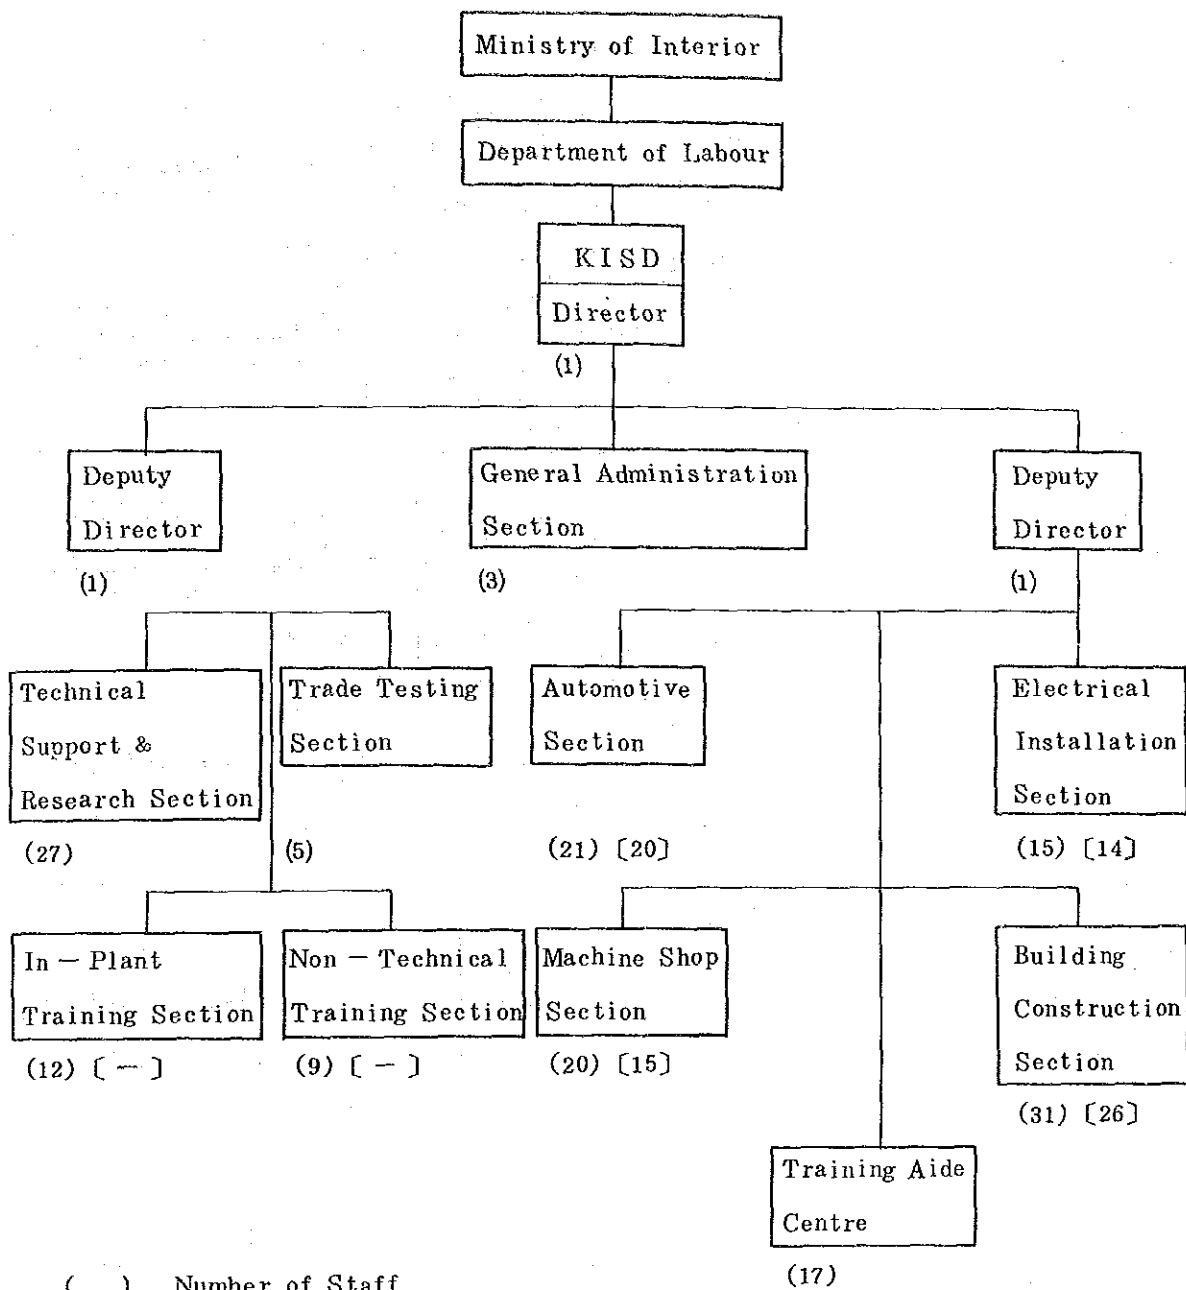 Ministry of Interior
Department of Labour
KISD
Director
(1)
Deputy
Director
(1)
General Administration
Section
(3)
Deputy
Director
(1)
Technical
Support &
Research Section
(27)
Trade Testing
Section
(5)
Automotive
Section
(21) [20]
Electrical
Installation
Section
(15) [14]
In - Plant
Training Section
(12) [ - ]
Non - Technical
Training Section
(9) [ - ]
Machine Shop
Section
(20) [15]
Building
Construction
Section
(31) [26]
Training Aide
Centre
(17)
( ) Number of Staff